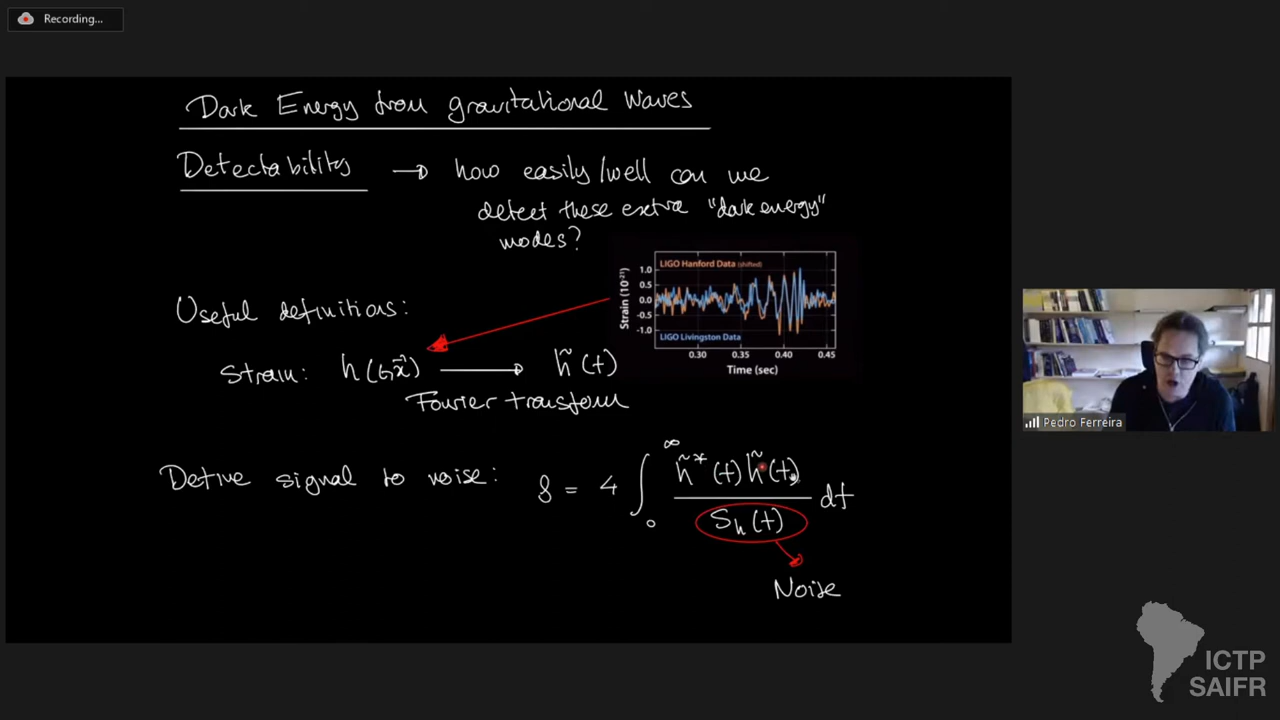 Recording...
Dark Energy from gravitational waves
Detectability → how easily/well can we
detect these extra "dark energy"
modes?
LIGO Hanford Data (shifted)
LIGO Livingston Data
Strain (10⁻²¹)
1.0
0.5
0.0
-0.5
-1.0
0.30 0.35 0.40 0.45
Time (sec)
Useful definitions:
Strain: h(t,x⃗) → h̃(f)
Fourier transform
Define signal to noise: ρ = 4 ∫₀^∞ h̃*(f)h̃(f) / Sₕ(f) df
Noise
Pedro Ferreira
ICTP
SAIFR